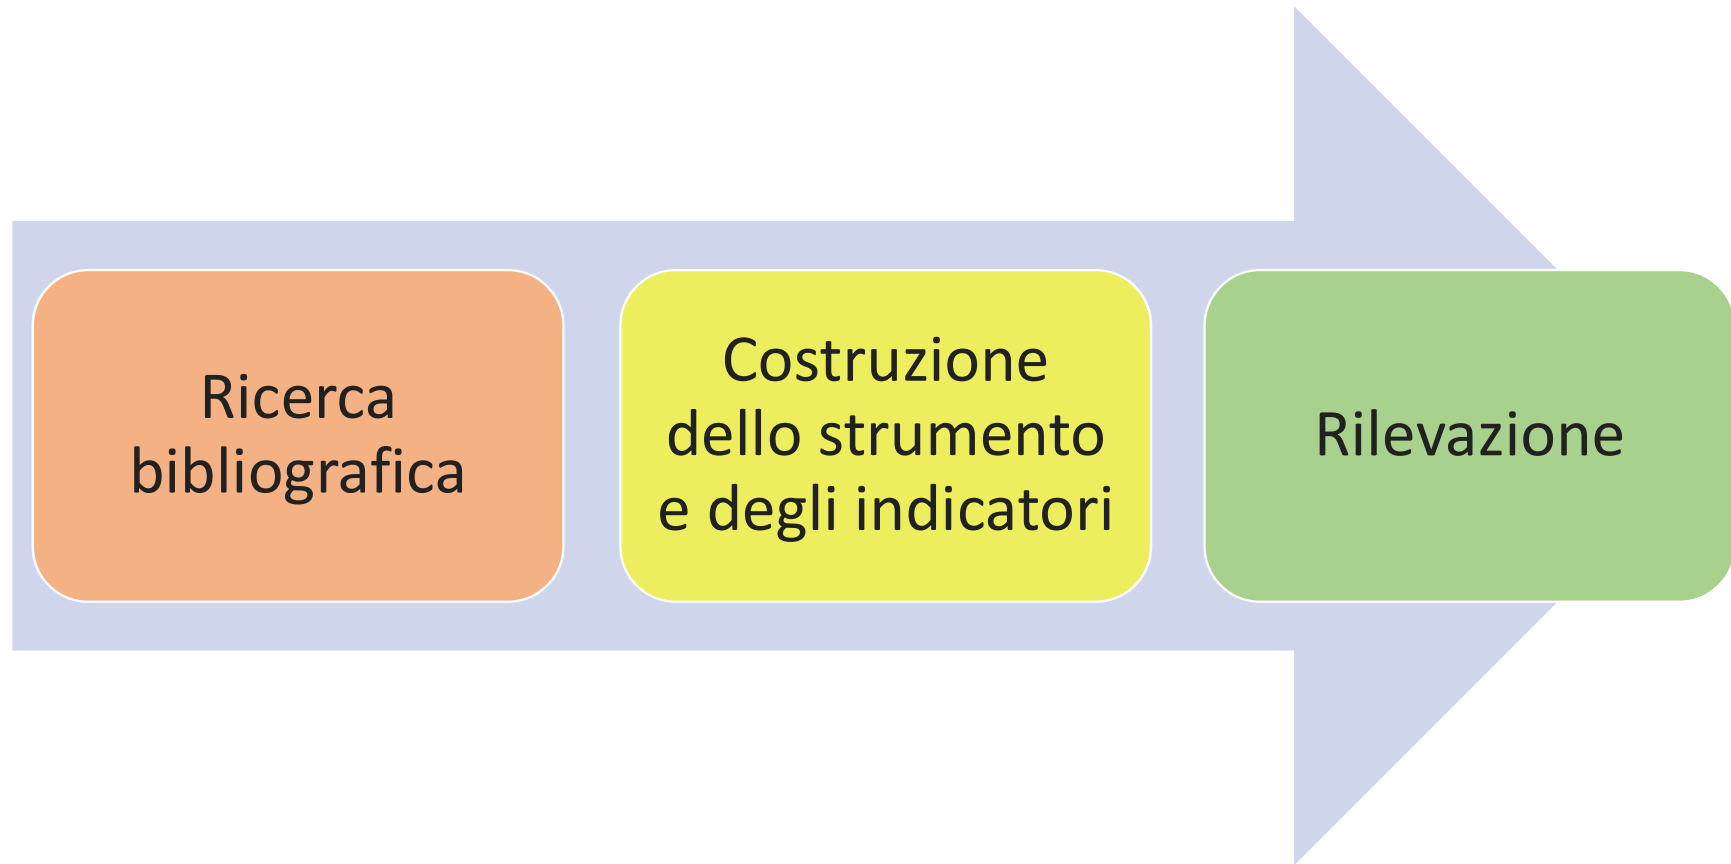 Ricerca
bibliografica
Costruzione
dello strumento
e degli indicatori
Rilevazione